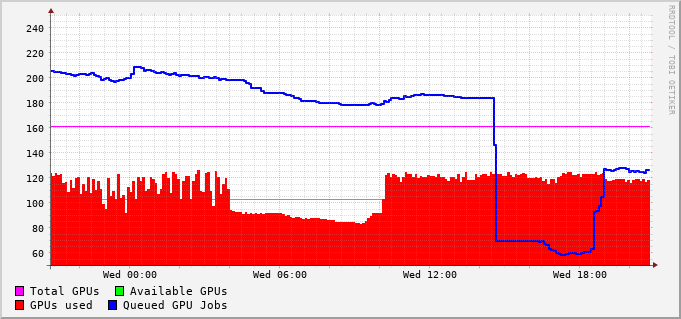 240
220
200
180
160
140
120
100
80
60
Wed 00:00 Wed 06:00 Wed 12:00 Wed 18:00
Total GPUs Available GPUs
GPUs used Queued GPU Jobs
RRDTOOL / TOBI OETIKER